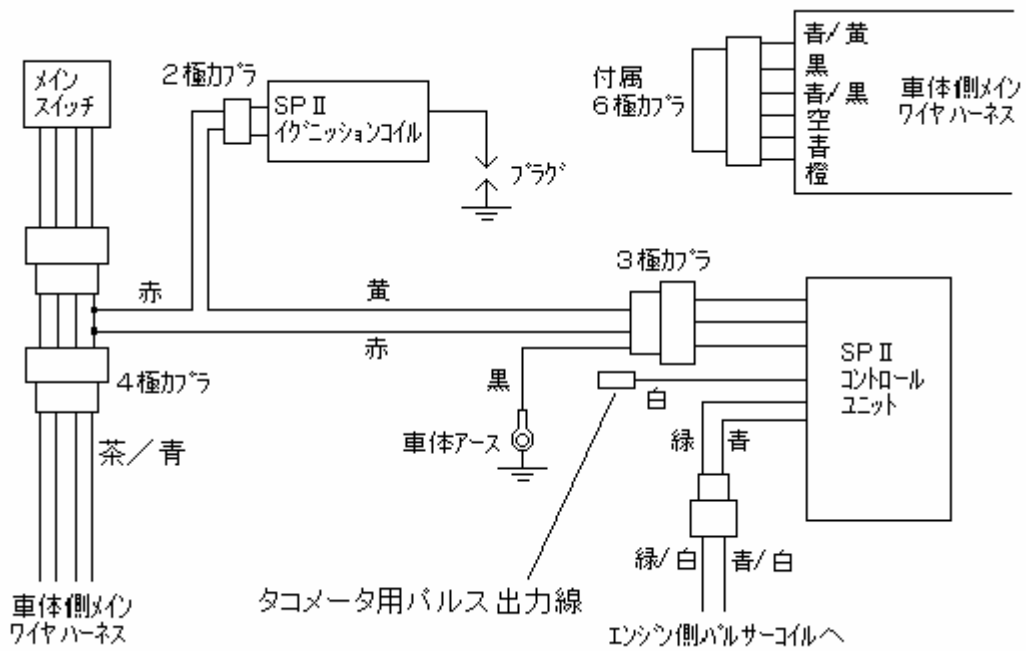 メイン
スイッチ
2極ｶﾌﾟﾗ
SPⅡ
ｲｸﾞﾆｯｼｮﾝｺｲﾙ
ﾌﾟﾗｸﾞ
付属
6極ｶﾌﾟﾗ
青/黄
黒
青/黒
空
青
橙
車体側ﾒｲﾝ
ﾜｲﾔﾊｰﾈｽ
赤
黄
赤
3極ｶﾌﾟﾗ
4極ｶﾌﾟﾗ
黒
白
SPⅡ
ｺﾝﾄﾛｰﾙ
ﾕﾆｯﾄ
茶／青
車体ｱｰｽ
緑
青
緑/白
青/白
タコメータ用パルス出力線
車体側ﾒｲﾝ
ﾜｲﾔﾊｰﾈｽ
ｴﾝｼﾞﾝ側ﾊﾟﾙｻｰｺｲﾙへ